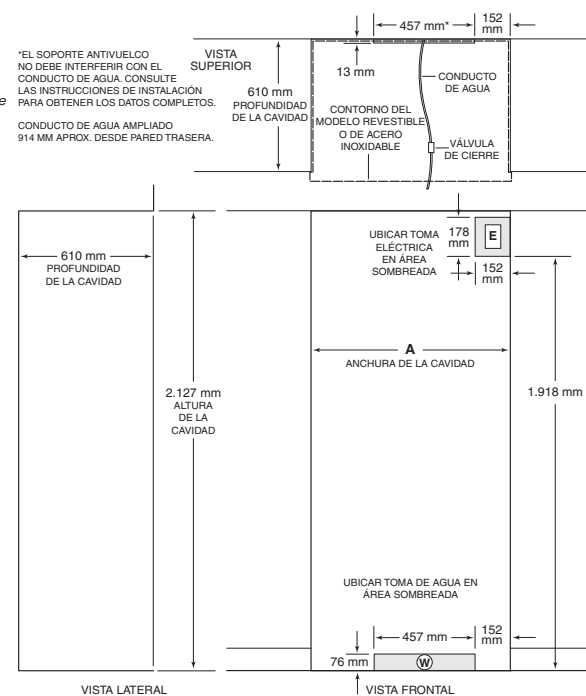 *EL SOPORTE ANTIVUELCO
NO DEBE INTERFERIR CON EL
CONDUCTO DE AGUA. CONSULTE
LAS INSTRUCCIONES DE INSTALACIÓN
PARA OBTENER LOS DATOS COMPLETOS.
CONDUCTO DE AGUA AMPLIADO
914 MM APROX. DESDE PARED TRASERA.
e
VISTA
SUPERIOR
457 mm*
152
mm
13 mm
610 mm
PROFUNDIDAD
DE LA CAVIDAD
CONDUCTO
DE AGUA
CONTORNO DEL
MODELO REVESTIBLE
O DE ACERO
INOXIDABLE
VÁLVULA
DE CIERRE
610 mm
PROFUNDIDAD
DE LA CAVIDAD
UBICAR TOMA
ELÉCTRICA
EN ÁREA
SOMBREADA
178
mm
E
152
mm
A
ANCHURA DE LA CAVIDAD
2.127 mm
ALTURA
DE LA
CAVIDAD
1.918 mm
UBICAR TOMA DE AGUA EN
ÁREA SOMBREADA
457 mm
152
mm
76 mm
W
VISTA LATERAL
VISTA FRONTAL